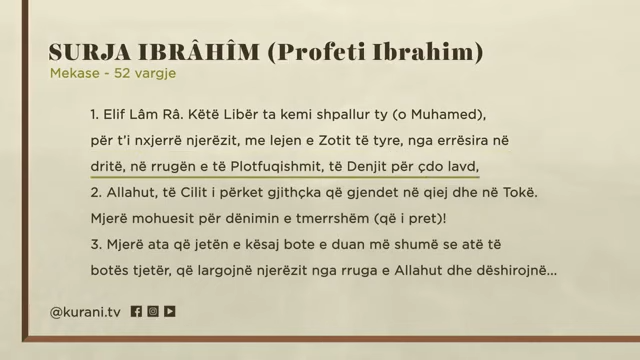 SURJA IBRÂHÎM (Profeti Ibrahim)
Mekase - 52 vargje
1. Elif Lâm Râ. Këtë Libër ta kemi shpallur ty (o Muhamed),
për t'i nxjerrë njerëzit, me lejen e Zotit të tyre, nga errësira në
dritë, në rrugën e të Plotfuqishmit, të Denjit për çdo lavd,
2. Allahut, të Cilit i përket gjithçka që gjendet në qiej dhe në Tokë.
Mjerë mohuesit për dënimin e tmerrshëm (që i pret)!
3. Mjerë ata që jetën e kësaj bote e duan më shumë se atë të
botës tjetër, që largojnë njerëzit nga rruga e Allahut dhe dëshirojnë...
@kurani.tv